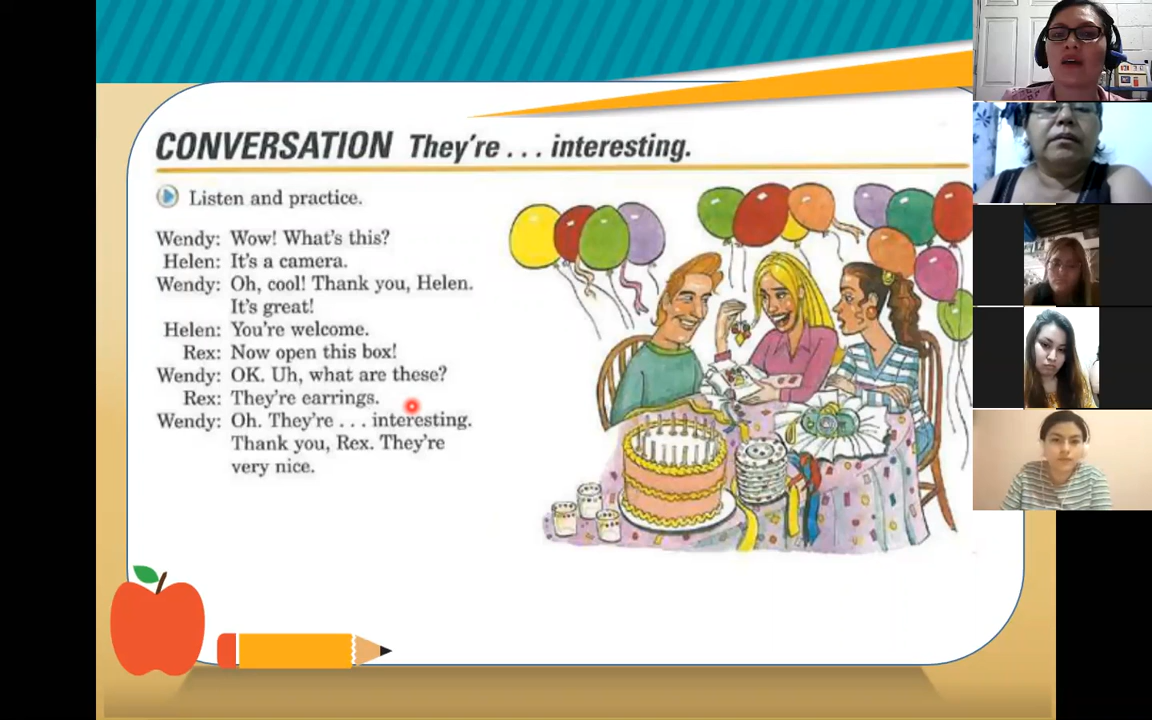 CONVERSATION They're . . . interesting.
Listen and practice.
Wendy: Wow! What's this?
Helen: It's a camera.
Wendy: Oh, cool! Thank you, Helen.
It's great!
Helen: You're welcome.
Rex: Now open this box!
Wendy: OK. Uh, what are these?
Rex: They're earrings.
Wendy: Oh. They're . . . interesting.
Thank you, Rex. They're
very nice.